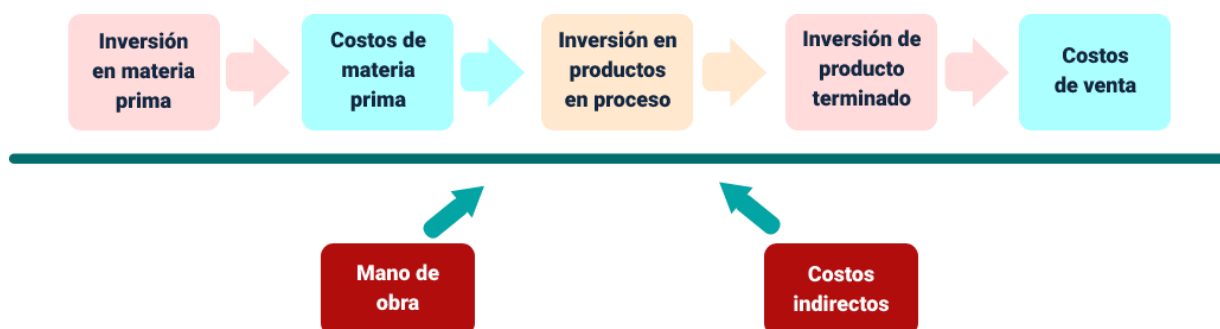 Inversión
en materia
prima
Costos de
materia
prima
Inversión en
productos
en proceso
Inversión de
producto
terminado
Costos
de venta
Mano de
obra
Costos
indirectos